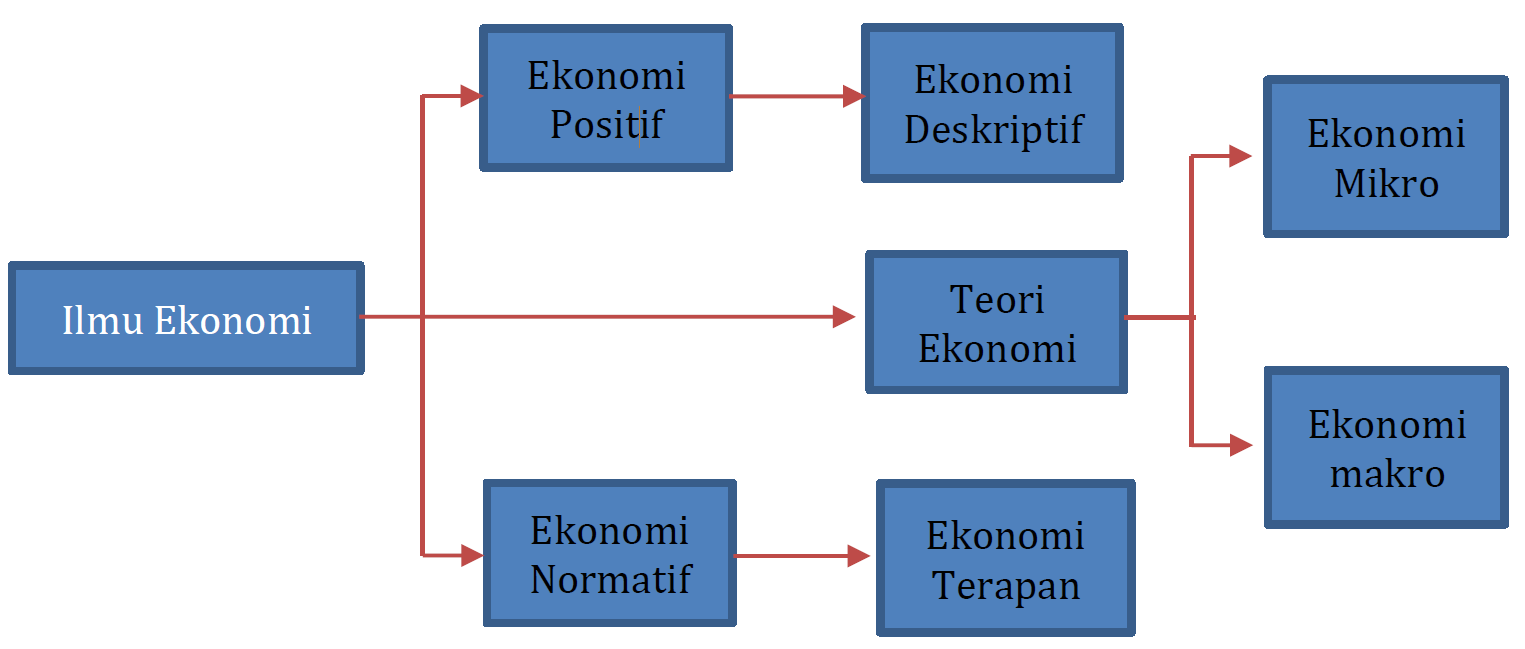 Ekonomi
Positif
Ekonomi
Deskriptif
Ekonomi
Mikro
Ilmu Ekonomi
Teori
Ekonomi
Ekonomi
makro
Ekonomi
Normatif
Ekonomi
Terapan